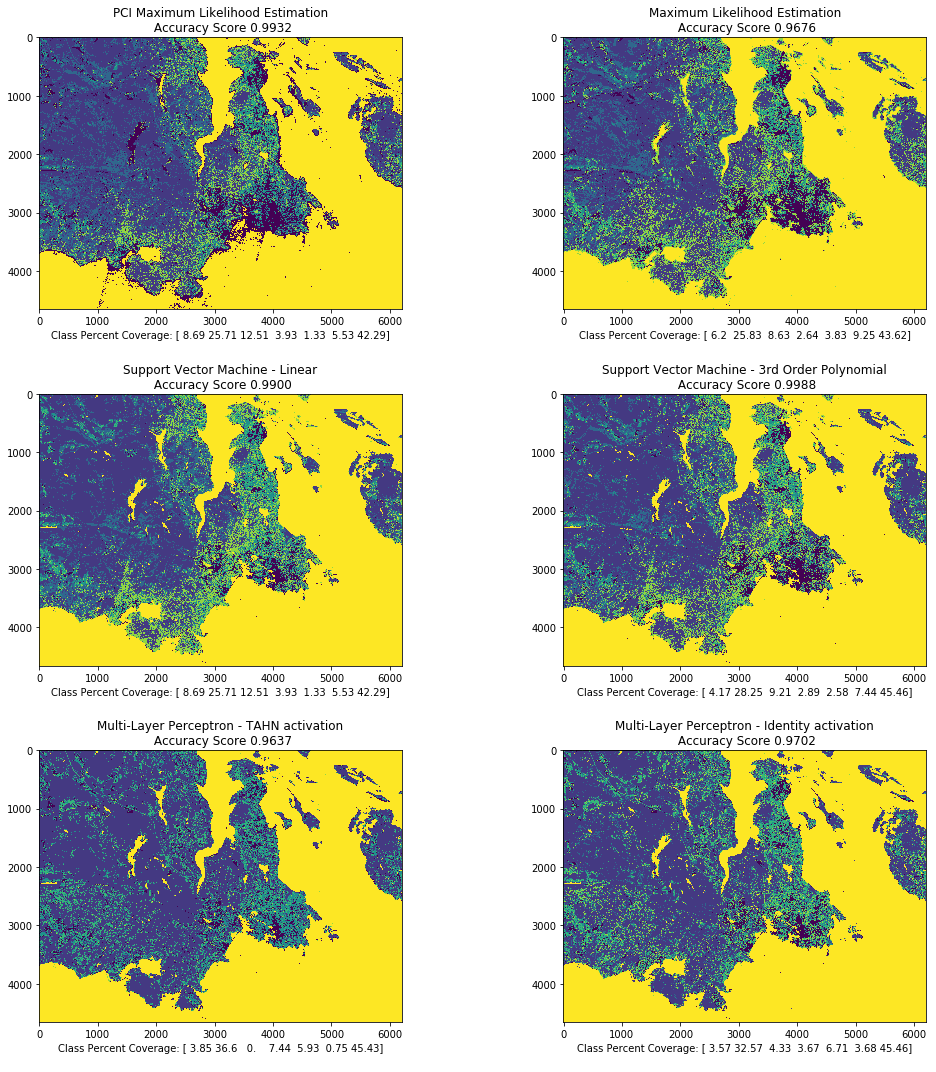 PCI Maximum Likelihood Estimation
Accuracy Score 0.9932
0
1000
2000
3000
4000
0 1000 2000 3000 4000 5000 6000
Class Percent Coverage: [ 8.69 25.71 12.51  3.93  1.33  5.53 42.29]
Maximum Likelihood Estimation
Accuracy Score 0.9676
0
1000
2000
3000
4000
0 1000 2000 3000 4000 5000 6000
Class Percent Coverage: [ 6.2  25.83  8.63  2.64  3.83  9.25 43.62]
Support Vector Machine - Linear
Accuracy Score 0.9900
0
1000
2000
3000
4000
0 1000 2000 3000 4000 5000 6000
Class Percent Coverage: [ 8.69 25.71 12.51  3.93  1.33  5.53 42.29]
Support Vector Machine - 3rd Order Polynomial
Accuracy Score 0.9988
0
1000
2000
3000
4000
0 1000 2000 3000 4000 5000 6000
Class Percent Coverage: [ 4.17 28.25  9.21  2.89  2.58  7.44 45.46]
Multi-Layer Perceptron - TAHN activation
Accuracy Score 0.9637
0
1000
2000
3000
4000
0 1000 2000 3000 4000 5000 6000
Class Percent Coverage: [ 3.85 36.6   0.    7.44  5.93  0.75 45.43]
Multi-Layer Perceptron - Identity activation
Accuracy Score 0.9702
0
1000
2000
3000
4000
0 1000 2000 3000 4000 5000 6000
Class Percent Coverage: [ 3.57 32.57  4.33  3.67  6.71  3.68 45.46]